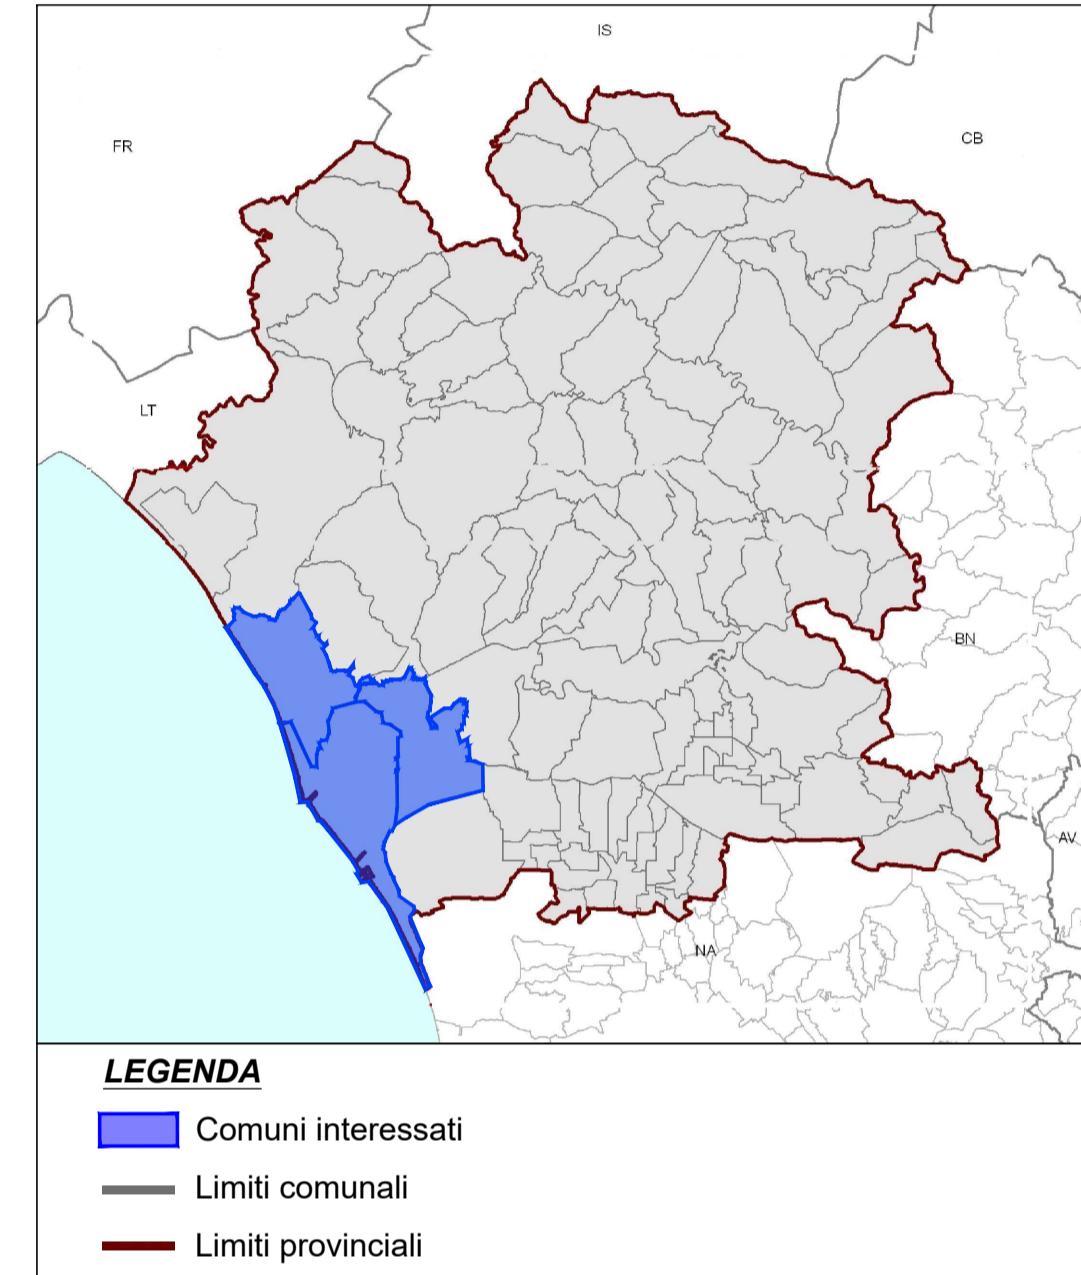 IS
FR
CB
LT
BN
AV
NA
LEGENDA
Comuni interessati
Limiti comunali
Limiti provinciali